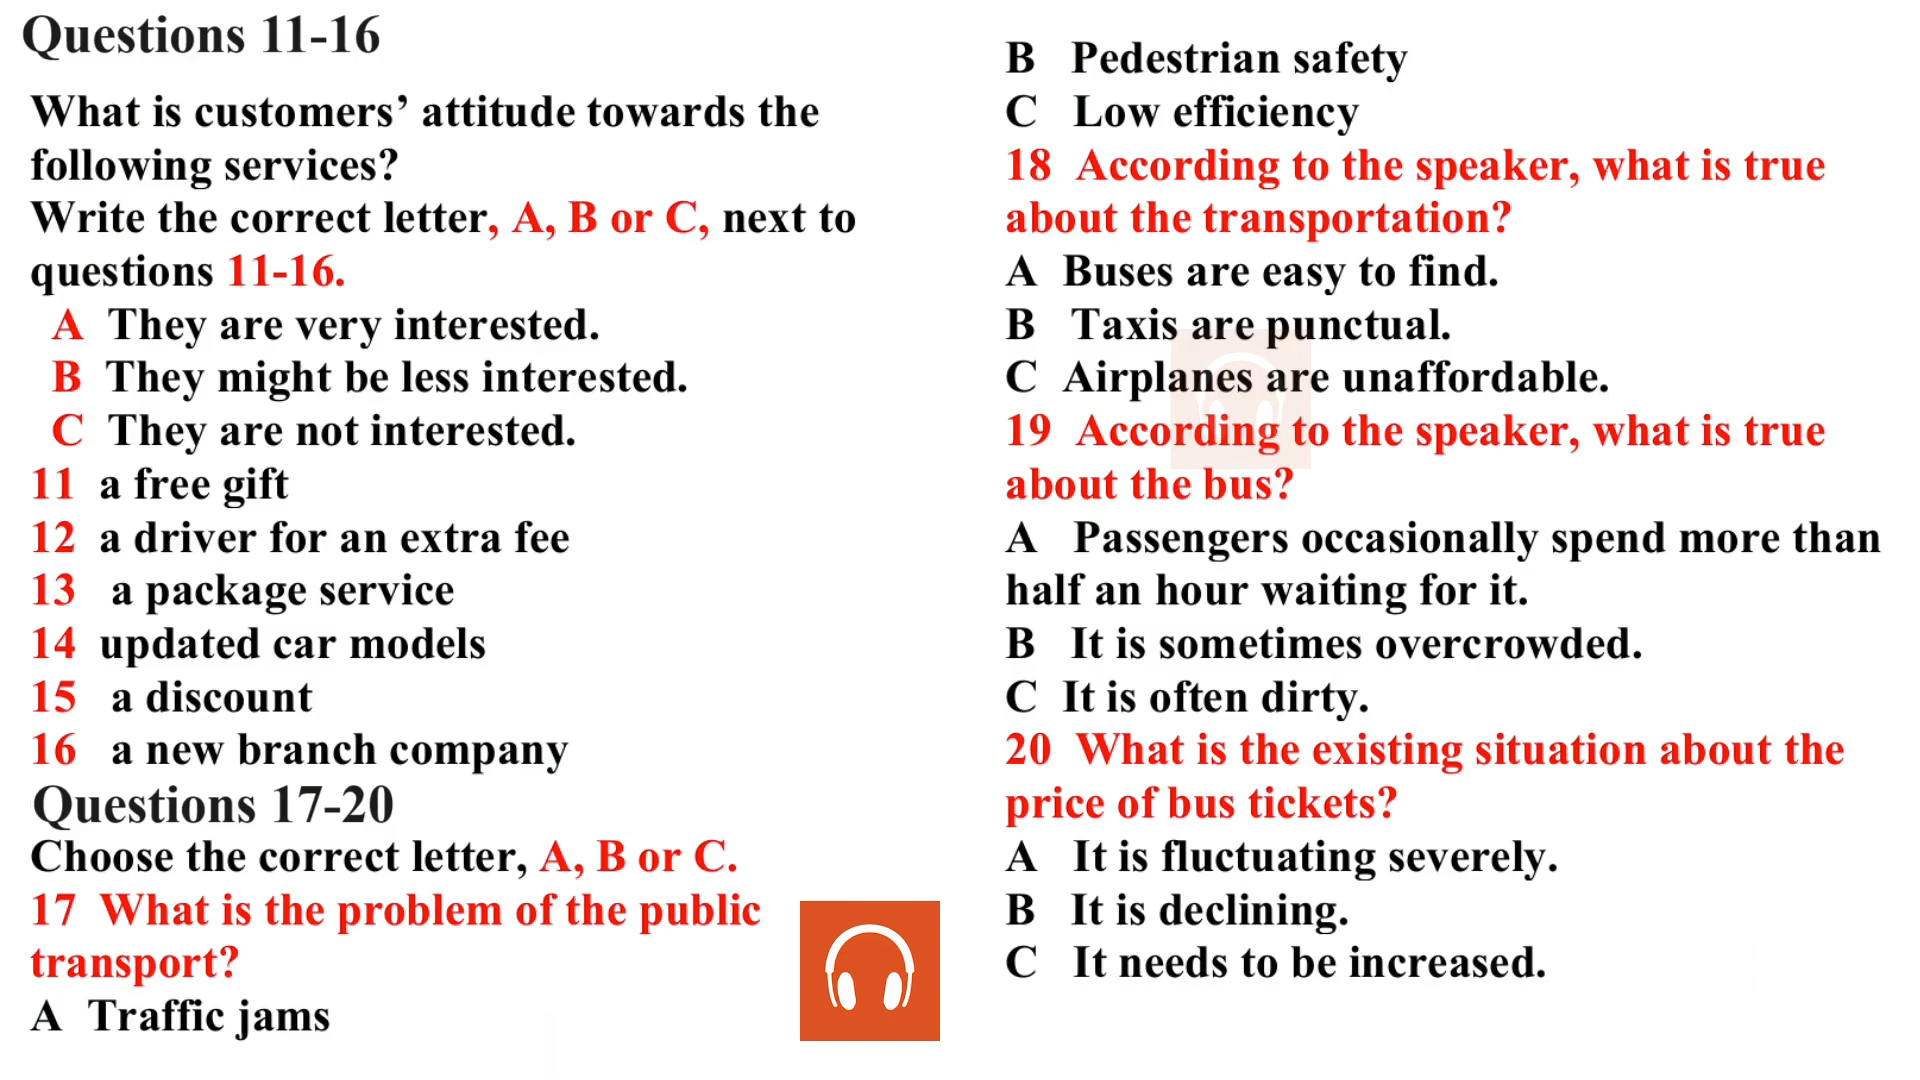 Questions 11-16
What is customers’ attitude towards the
following services?
Write the correct letter, A, B or C, next to
questions 11-16.
A They are very interested.
B They might be less interested.
C They are not interested.
11 a free gift
12 a driver for an extra fee
13 a package service
14 updated car models
15 a discount
16 a new branch company
Questions 17-20
Choose the correct letter, A, B or C.
17 What is the problem of the public
transport?
A Traffic jams
B Pedestrian safety
C Low efficiency
18 According to the speaker, what is true
about the transportation?
A Buses are easy to find.
B Taxis are punctual.
C Airplanes are unaffordable.
19 According to the speaker, what is true
about the bus?
A Passengers occasionally spend more than
half an hour waiting for it.
B It is sometimes overcrowded.
C It is often dirty.
20 What is the existing situation about the
price of bus tickets?
A It is fluctuating severely.
B It is declining.
C It needs to be increased.